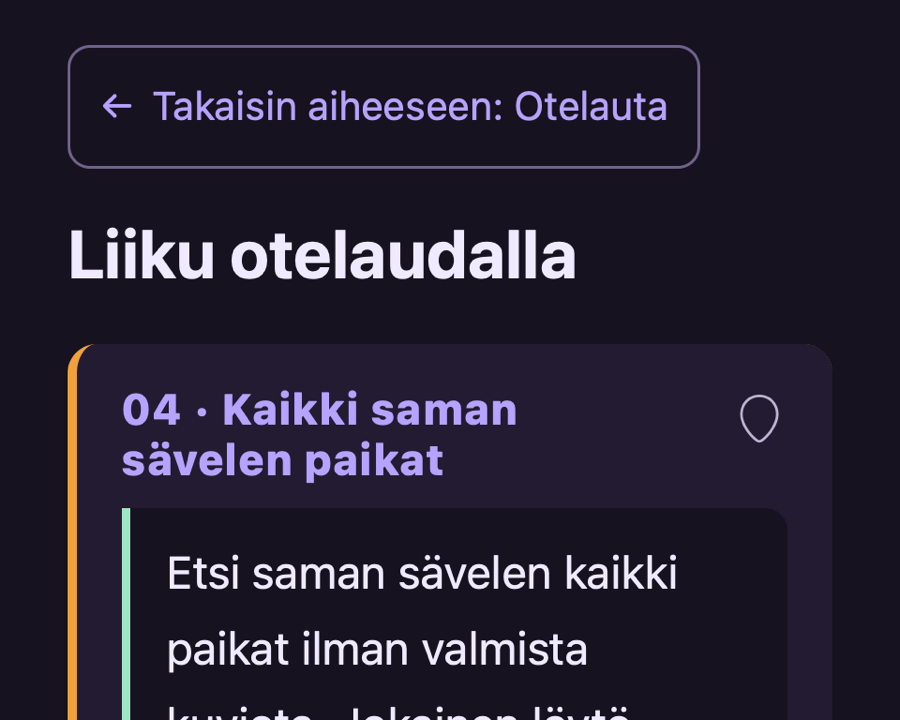 ← Takaisin aiheeseen: Otelauta
Liiku otelaudalla
04 · Kaikki saman
sävelen paikat
Etsi saman sävelen kaikki
paikat ilman valmista